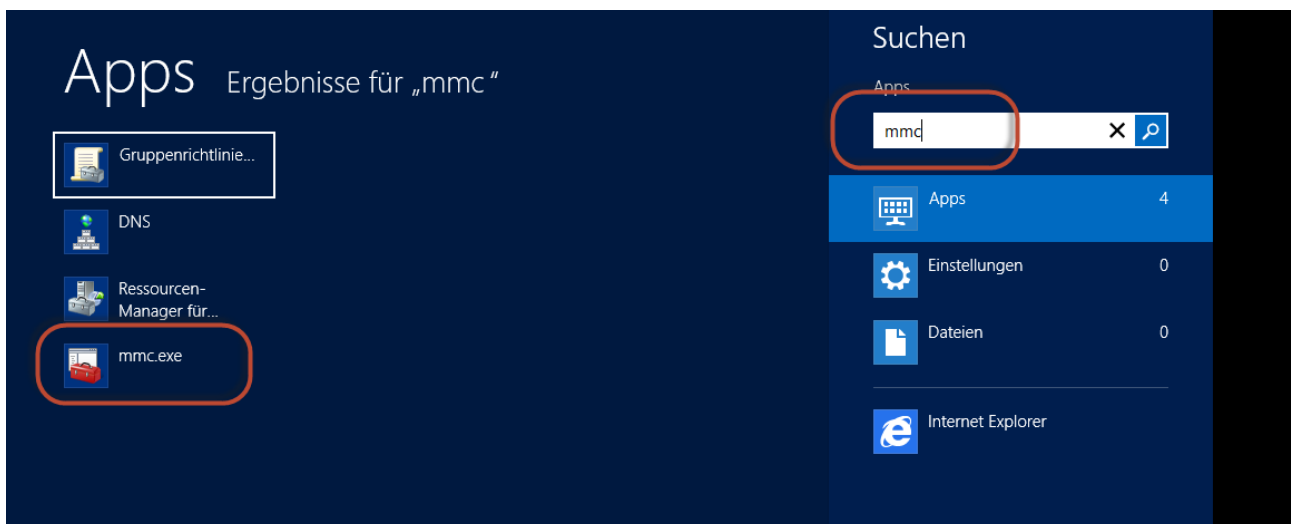 Apps Ergebnisse für „mmc “
Gruppenrichtlinie...
DNS
Ressourcen-
Manager für...
mmc.exe
Suchen
Apps
mmc
Apps 4
Einstellungen 0
Dateien 0
Internet Explorer